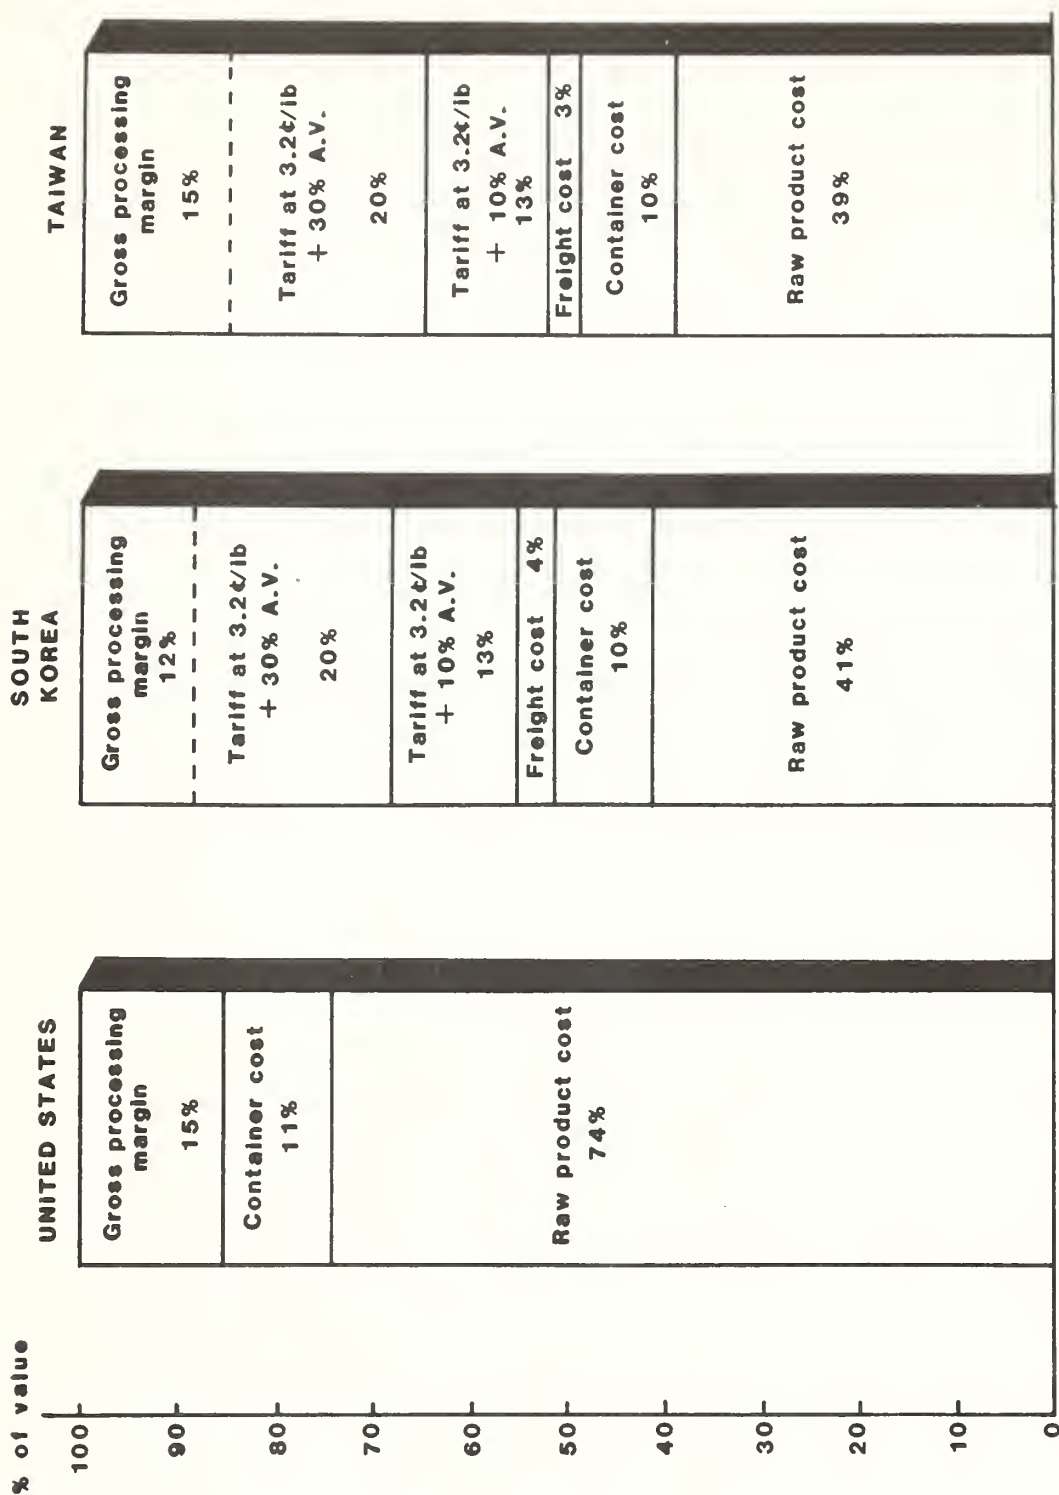 % of value
100
90
80
70
60
50
40
30
20
10
0
UNITED STATES
Gross processing
margin
15%
Container cost
11%
Raw product cost
74%
SOUTH
KOREA
Gross processing
margin
12%
Tariff at 3.2¢/lb
+ 30% A.V.
20%
Tariff at 3.2¢/lb
+ 10% A.V.
13%
Freight cost 4%
Container cost
10%
Raw product cost
41%
TAIWAN
Gross processing
margin
15%
Tariff at 3.2¢/lb
+ 30% A.V.
20%
Tariff at 3.2¢/lb
+ 10% A.V.
13%
Freight cost 3%
Container cost
10%
Raw product cost
39%